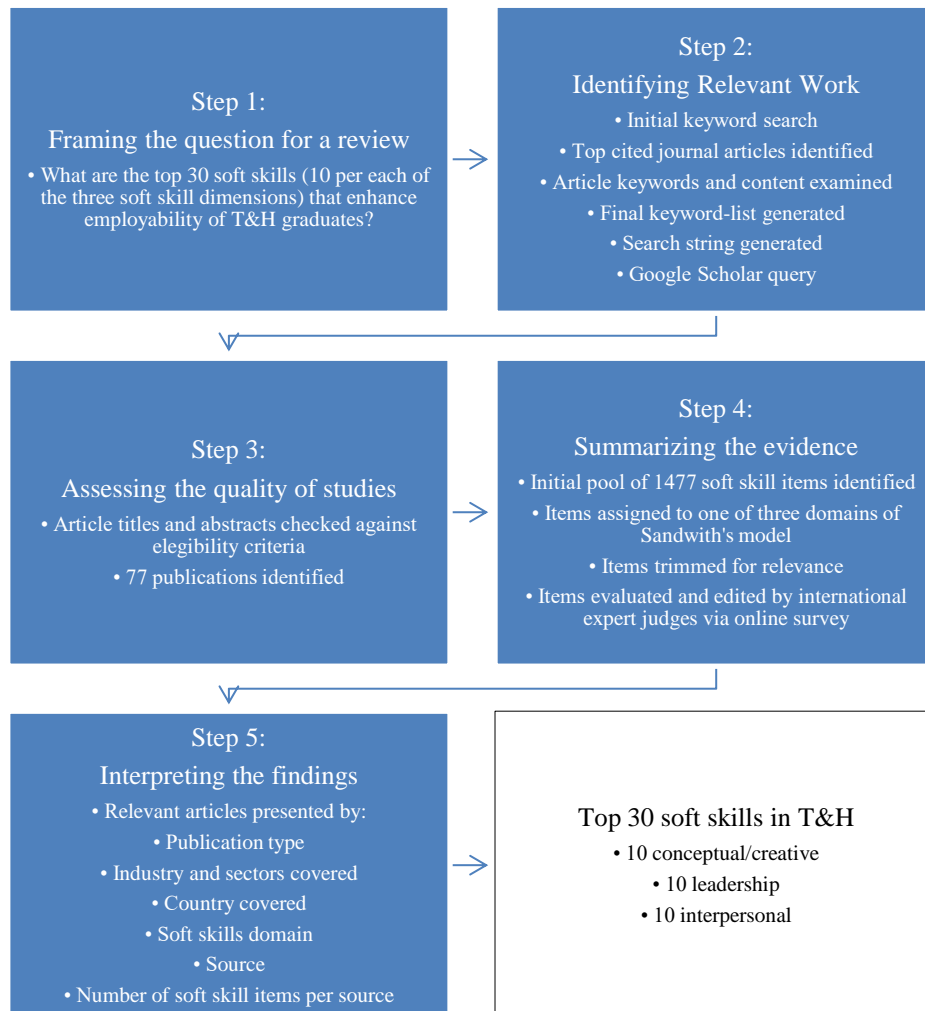 Step 1:
Framing the question for a review
• What are the top 30 soft skills (10 per each of
the three soft skill dimensions) that enhance
employability of T&H graduates?
Step 2:
Identifying Relevant Work
• Initial keyword search
• Top cited journal articles identified
• Article keywords and content examined
• Final keyword-list generated
• Search string generated
• Google Scholar query
Step 3:
Assessing the quality of studies
• Article titles and abstracts checked against
elegibility criteria
• 77 publications identified
Step 4:
Summarizing the evidence
• Initial pool of 1477 soft skill items identified
• Items assigned to one of three domains of
Sandwith's model
• Items trimmed for relevance
• Items evaluated and edited by international
expert judges via online survey
Step 5:
Interpreting the findings
• Relevant articles presented by:
• Publication type
• Industry and sectors covered
• Country covered
• Soft skills domain
• Source
• Number of soft skill items per source
Top 30 soft skills in T&H
• 10 conceptual/creative
• 10 leadership
• 10 interpersonal